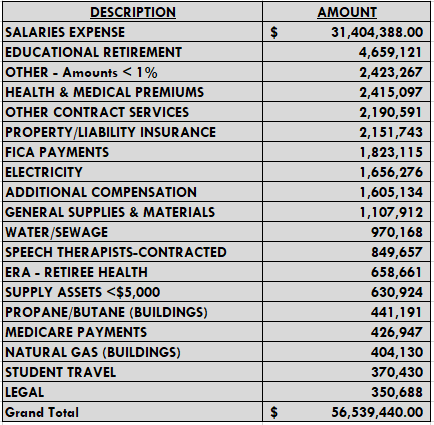 DESCRIPTION AMOUNT
SALARIES EXPENSE $ 31,404,388.00
EDUCATIONAL RETIREMENT 4,659,121
OTHER - Amounts < 1% 2,423,267
HEALTH & MEDICAL PREMIUMS 2,415,097
OTHER CONTRACT SERVICES 2,190,591
PROPERTY/LIABILITY INSURANCE 2,151,743
FICA PAYMENTS 1,823,115
ELECTRICITY 1,656,276
ADDITIONAL COMPENSATION 1,605,134
GENERAL SUPPLIES & MATERIALS 1,107,912
WATER/SEWAGE 970,168
SPEECH THERAPISTS-CONTRACTED 849,657
ERA - RETIREE HEALTH 658,661
SUPPLY ASSETS <$5,000 630,924
PROPANE/BUTANE (BUILDINGS) 441,191
MEDICARE PAYMENTS 426,947
NATURAL GAS (BUILDINGS) 404,130
STUDENT TRAVEL 370,430
LEGAL 350,688
Grand Total $ 56,539,440.00